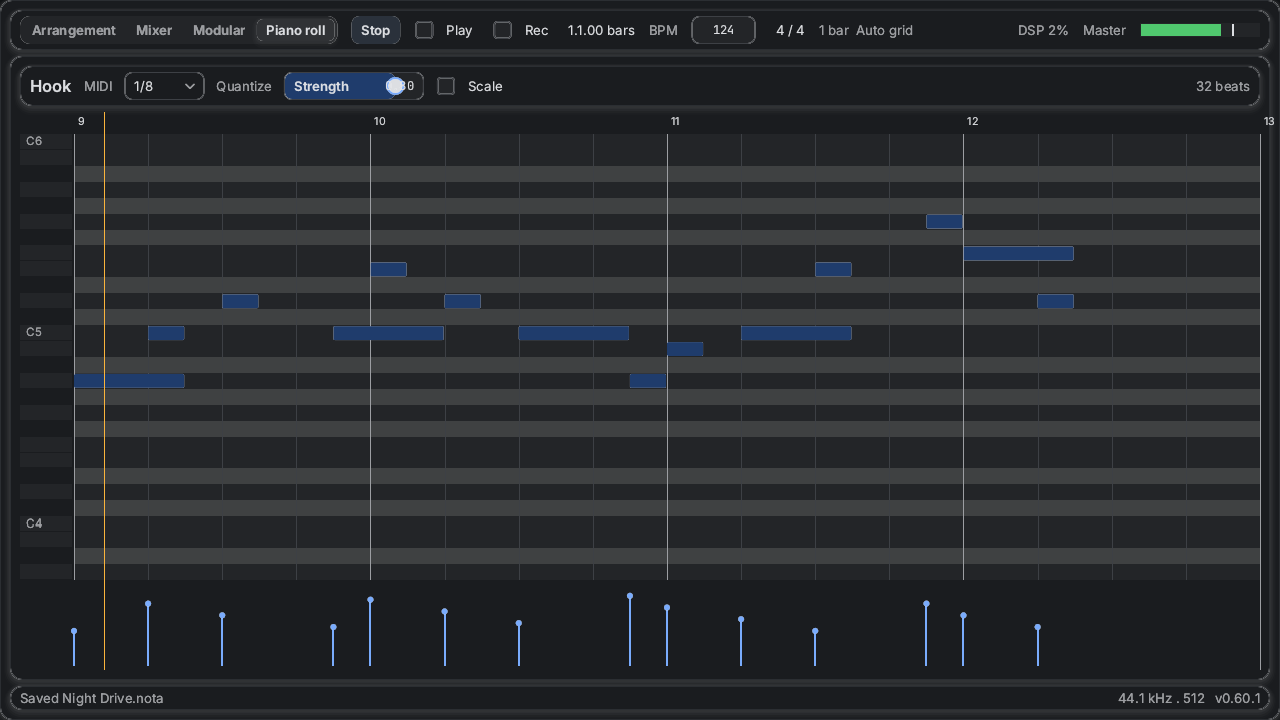 Arrangement Mixer Modular Piano roll Stop Play Rec 1.1.00 bars BPM 124 4 / 4 1 bar Auto grid DSP 2% Master
Hook MIDI 1/8 Quantize Strength Scale 32 beats
9 10 11 12 13
C6
C5
C4
Saved Night Drive.nota 44.1 kHz . 512 v0.60.1